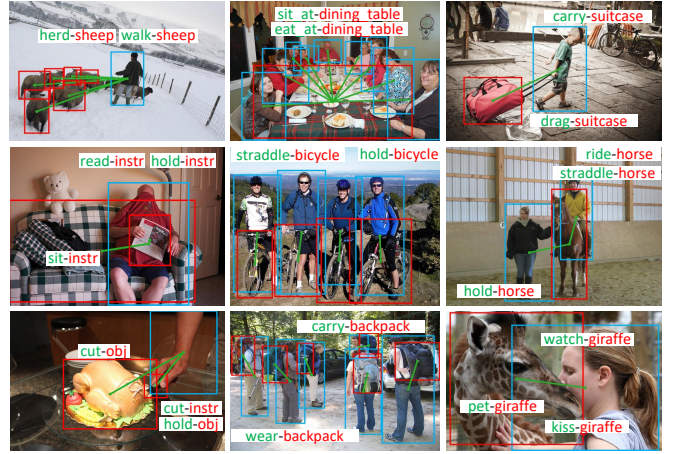 herd-sheep walk-sheep
sit_at-dining_table
eat_at-dining_table
carry-suitcase
drag-suitcase
read-instr hold-instr
sit-instr
straddle-bicycle hold-bicycle
ride-horse
straddle-horse
hold-horse
cut-obj
cut-instr
hold-obj
carry-backpack
wear-backpack
watch-giraffe
pet-giraffe
kiss-giraffe